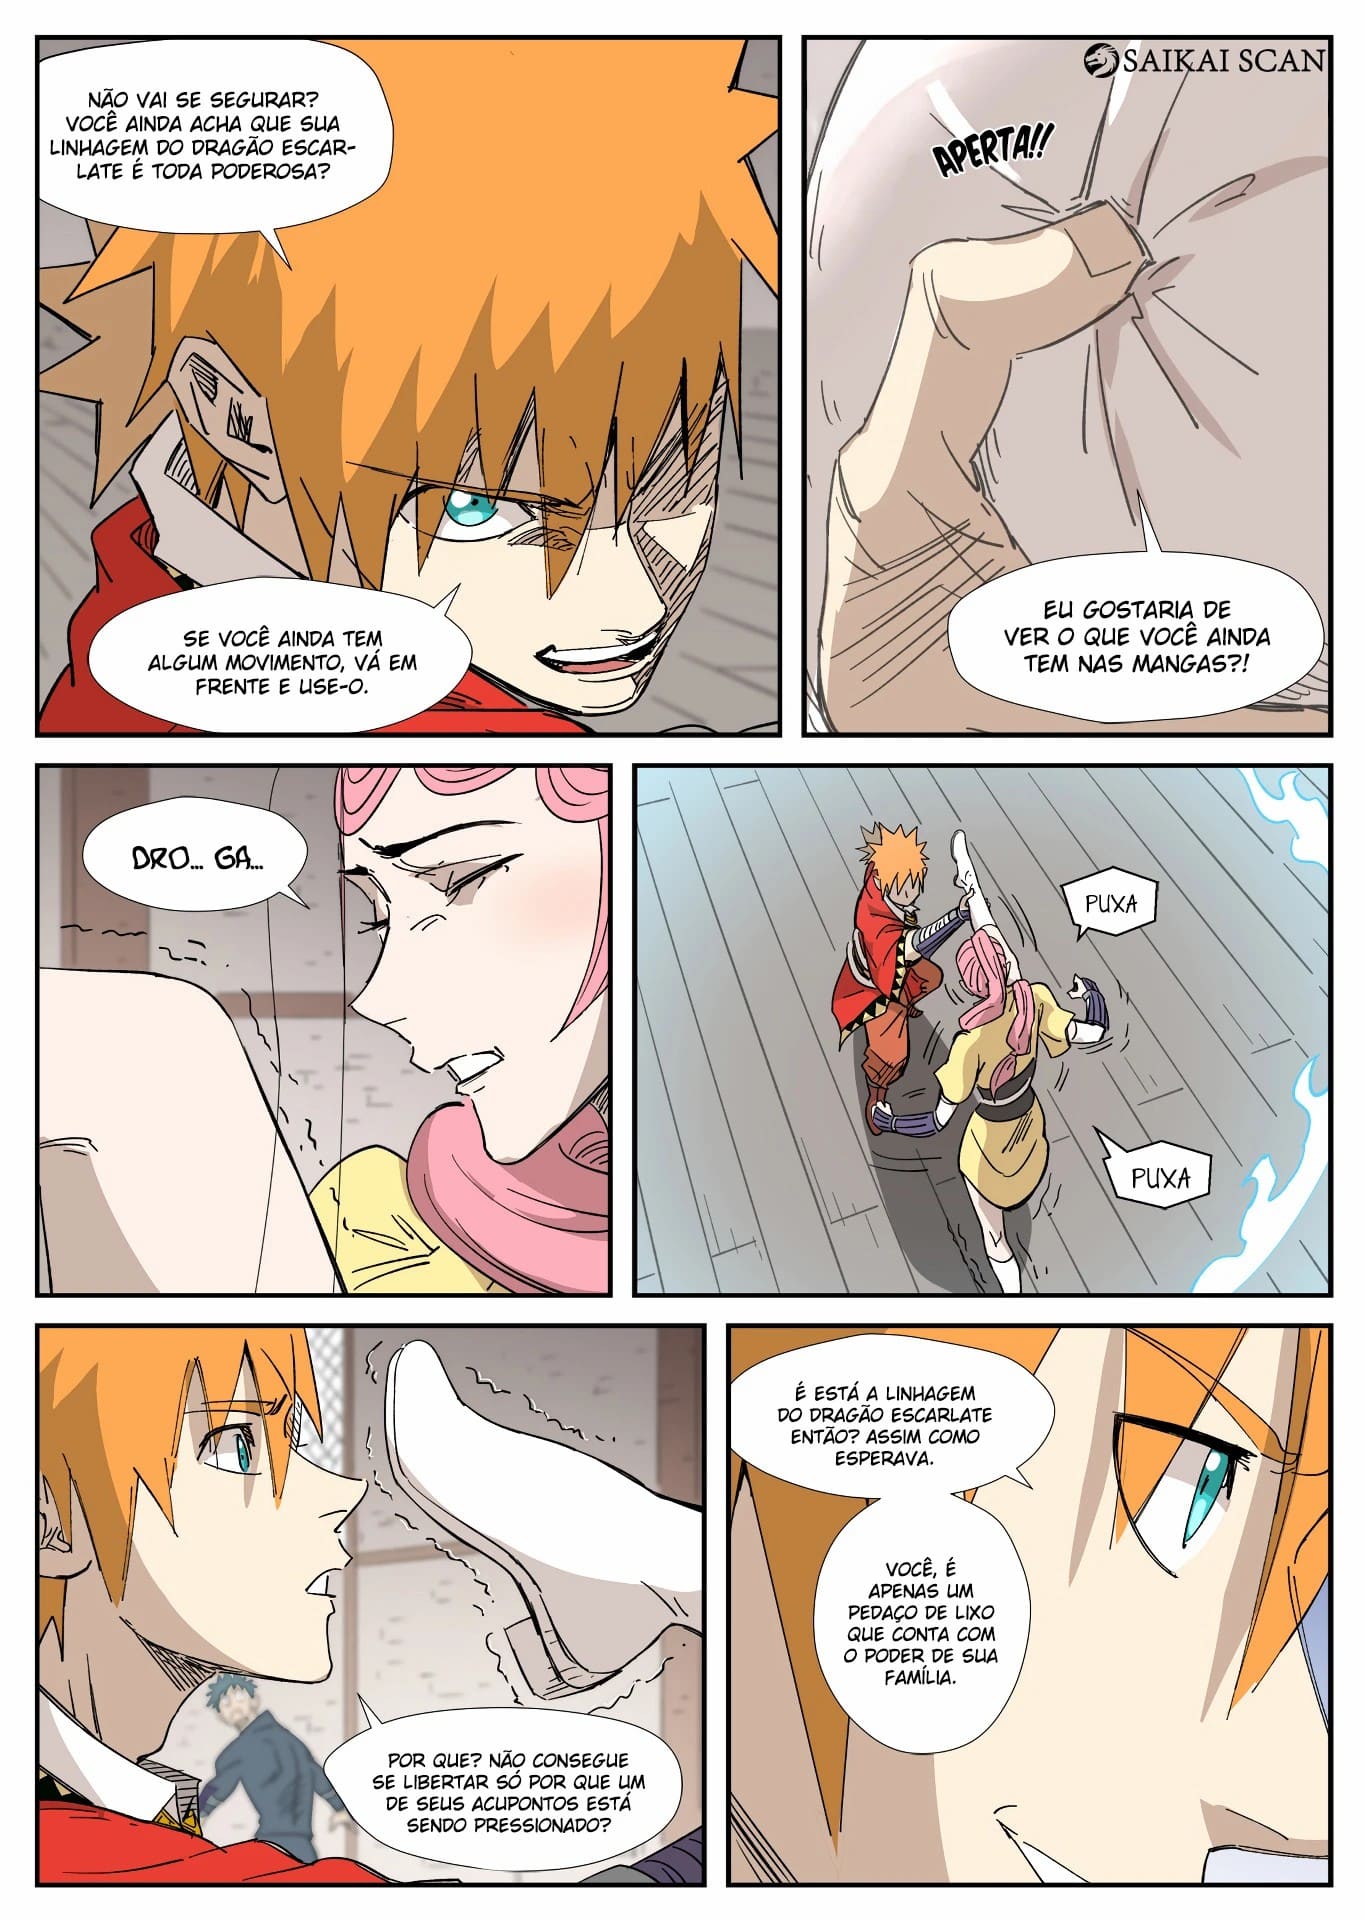 SAIKAI SCAN
NÃO VAI SE SEGURAR?
VOCÊ AINDA ACHA QUE SUA
LINHAGEM DO DRAGÃO ESCAR-
LATE É TODA PODEROSA?
SE VOCÊ AINDA TEM
ALGUM MOVIMENTO, VÁ EM
FRENTE E USE-O.
APERTA!!
EU GOSTARIA DE
VER O QUE VOCÊ AINDA
TEM NAS MANGAS?!
DRO... GA...
PUXA
PUXA
POR QUE? NÃO CONSEGUE
SE LIBERTAR SÓ POR QUE UM
DE SEUS ACUPONTOS ESTÁ
SENDO PRESSIONADO?
É ESTÁ A LINHAGEM
DO DRAGÃO ESCARLATE
ENTÃO? ASSIM COMO
ESPERAVA.
VOCÊ, É
APENAS UM
PEDAÇO DE LIXO
QUE CONTA COM
O PODER DE SUA
FAMÍLIA.